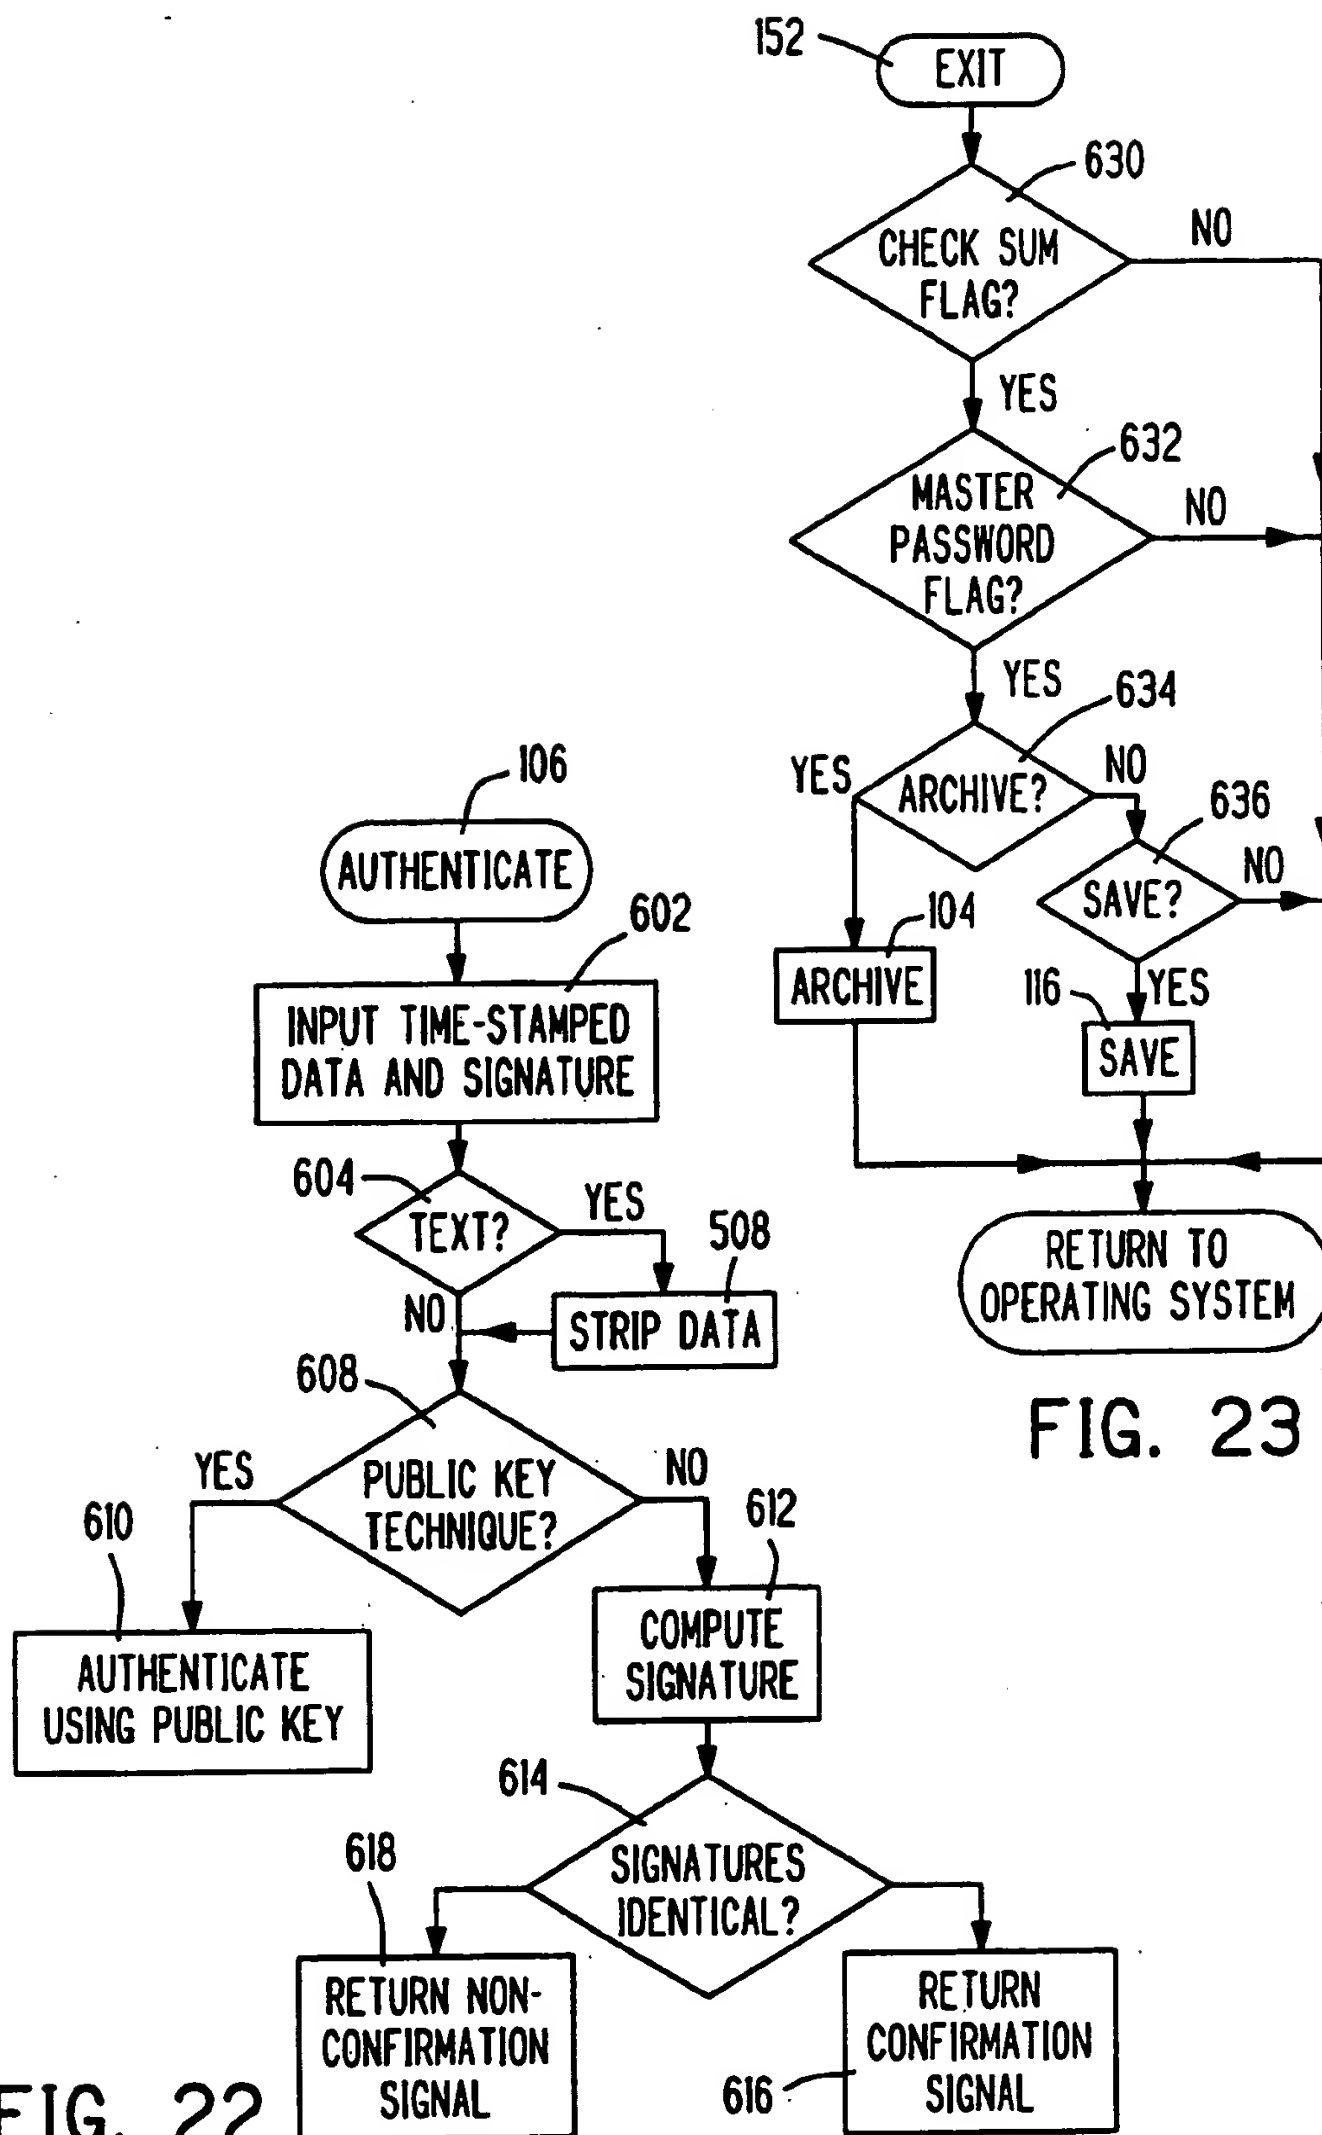 152
EXIT
630
CHECK SUM
FLAG?
NO
YES
632
MASTER
PASSWORD
FLAG?
NO
YES
634
YES
ARCHIVE?
NO
636
SAVE?
NO
104
ARCHIVE
116
YES
SAVE
RETURN TO
OPERATING SYSTEM
FIG. 23
106
AUTHENTICATE
602
INPUT TIME-STAMPED
DATA AND SIGNATURE
604
TEXT?
YES
508
NO
STRIP DATA
608
YES
PUBLIC KEY
TECHNIQUE?
NO
610
612
AUTHENTICATE
USING PUBLIC KEY
COMPUTE
SIGNATURE
614
SIGNATURES
IDENTICAL?
618
RETURN NON-
CONFIRMATION
SIGNAL
RETURN
CONFIRMATION
SIGNAL
616
FIG. 22